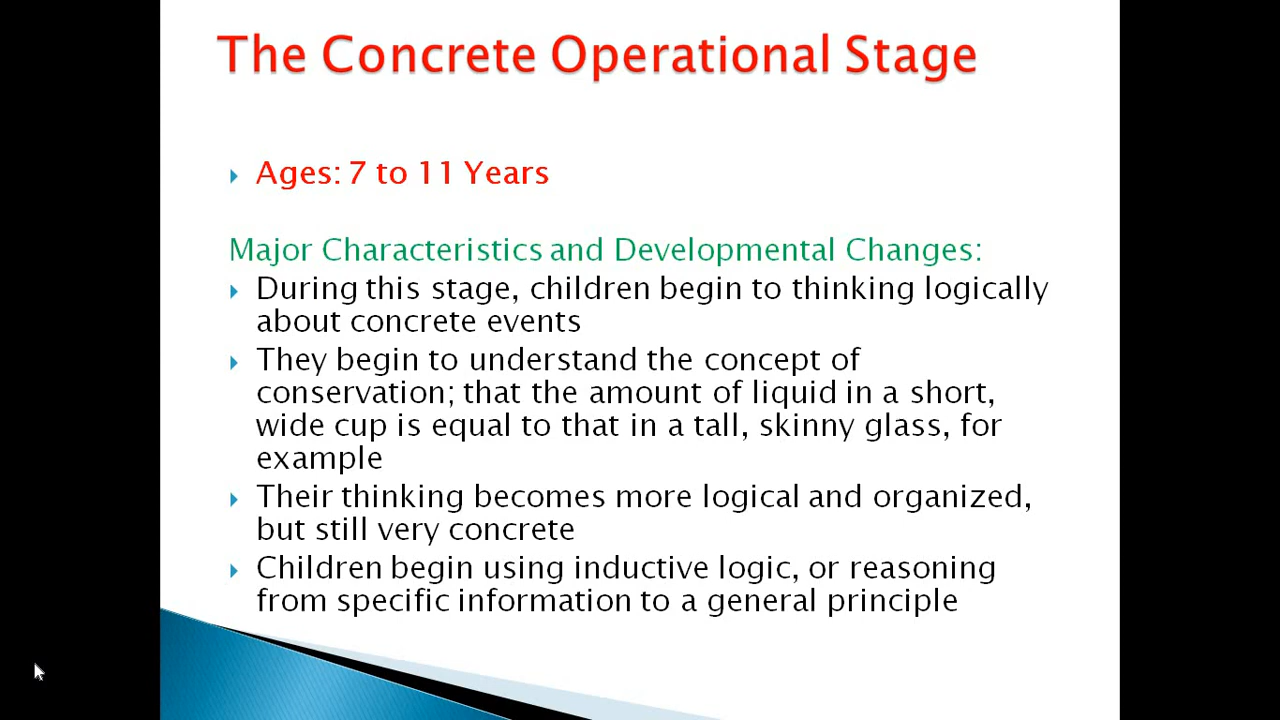 The Concrete Operational Stage
Ages: 7 to 11 Years
Major Characteristics and Developmental Changes:
During this stage, children begin to thinking logically
about concrete events
They begin to understand the concept of
conservation; that the amount of liquid in a short,
wide cup is equal to that in a tall, skinny glass, for
example
Their thinking becomes more logical and organized,
but still very concrete
Children begin using inductive logic, or reasoning
from specific information to a general principle